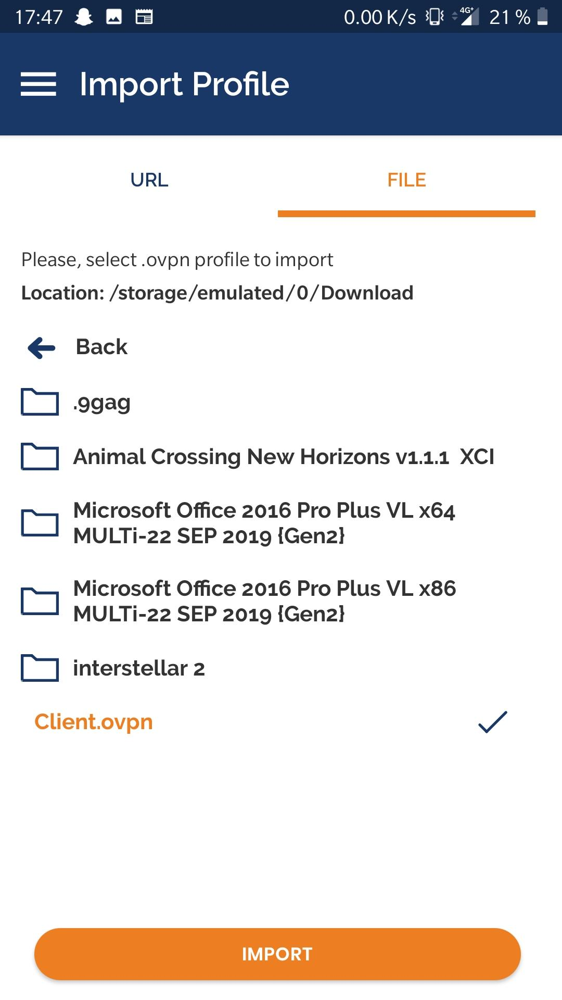 17:47 0.00 K/s 4G+ 21 %
Import Profile
URL FILE
Please, select .ovpn profile to import
Location: /storage/emulated/0/Download
Back
.9gag
Animal Crossing New Horizons v1.1.1  XCI
Microsoft Office 2016 Pro Plus VL x64
MULTi-22 SEP 2019 {Gen2}
Microsoft Office 2016 Pro Plus VL x86
MULTi-22 SEP 2019 {Gen2}
interstellar 2
Client.ovpn
IMPORT